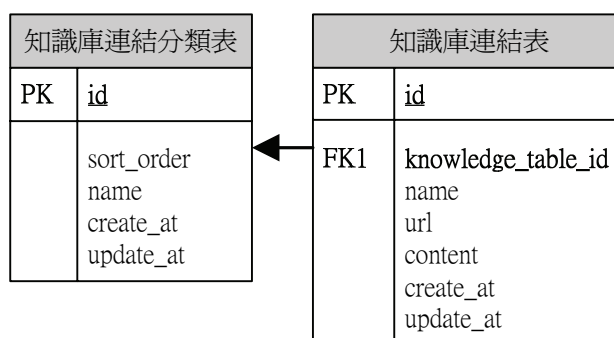 知識庫連結分類表
PK id
sort_order
name
create_at
update_at
知識庫連結表
PK id
FK1 knowledge_table_id
name
url
content
create_at
update_at